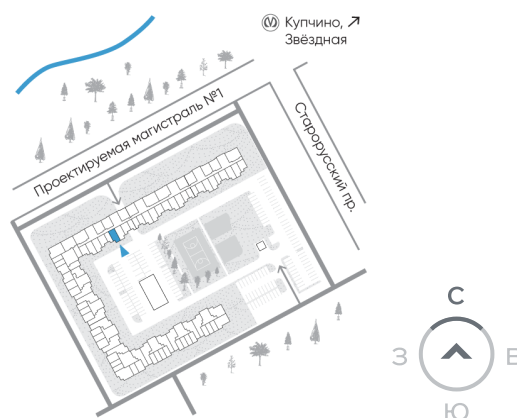 Купчино, ↗
Звёздная
Проектируемая магистраль №1
Старорусский пр.
С
З
В
Ю